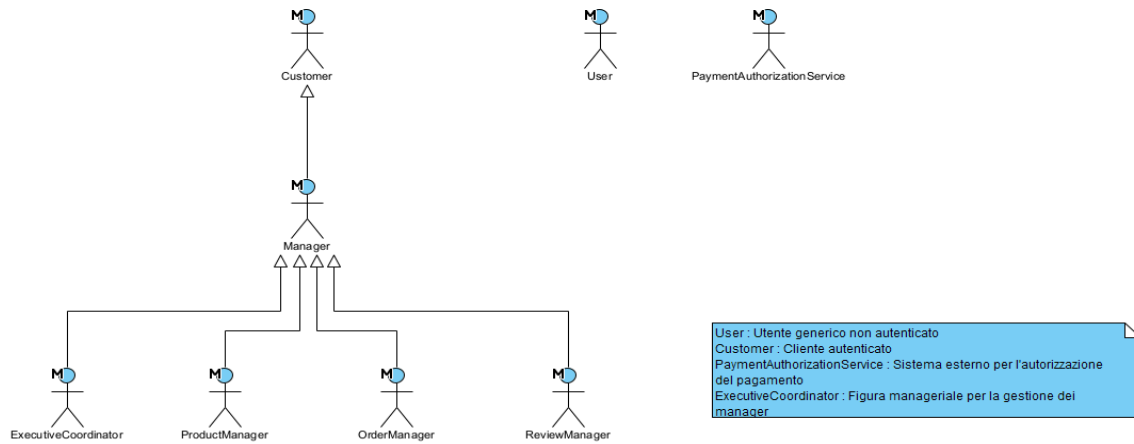 M
M
M
Customer
User
PaymentAuthorizationService
M
Manager
M
M
M
M
ExecutiveCoordinator
ProductManager
OrderManager
ReviewManager
User : Utente generico non autenticato
Customer : Cliente autenticato
PaymentAuthorizationService : Sistema esterno per l'autorizzazione
del pagamento
ExecutiveCoordinator : Figura manageriale per la gestione dei
manager